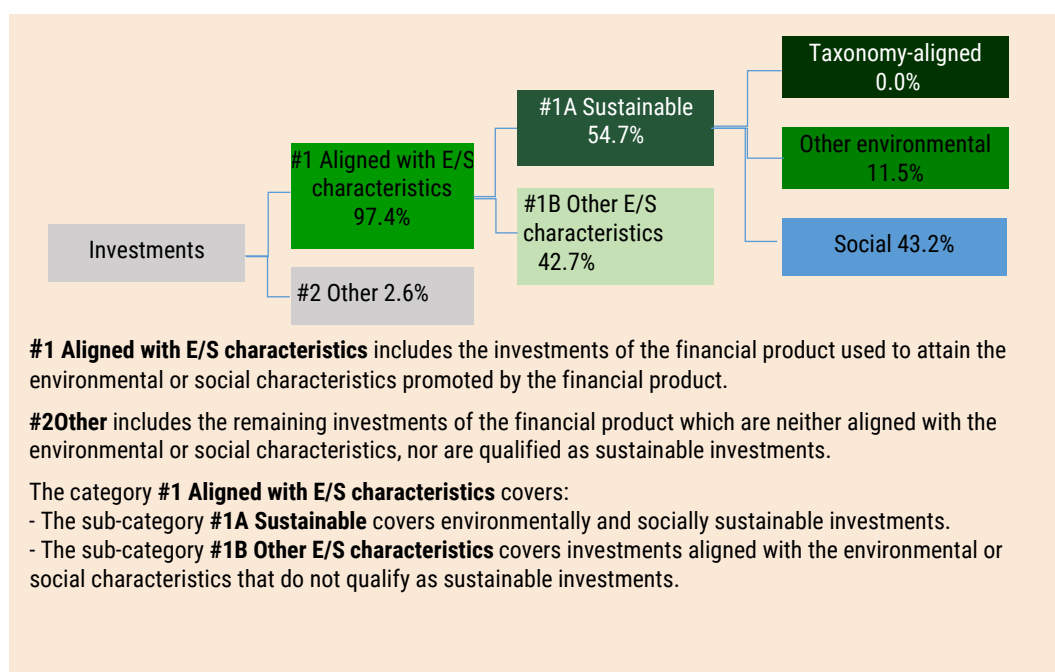 Investments
#1 Aligned with E/S
characteristics
97.4%
#2 Other 2.6%
#1A Sustainable
54.7%
#1B Other E/S
characteristics
42.7%
Taxonomy-aligned
0.0%
Other environmental
11.5%
Social 43.2%
#1 Aligned with E/S characteristics includes the investments of the financial product used to attain the
environmental or social characteristics promoted by the financial product.
#2Other includes the remaining investments of the financial product which are neither aligned with the
environmental or social characteristics, nor are qualified as sustainable investments.
The category #1 Aligned with E/S characteristics covers:
- The sub-category #1A Sustainable covers environmentally and socially sustainable investments.
- The sub-category #1B Other E/S characteristics covers investments aligned with the environmental or
social characteristics that do not qualify as sustainable investments.